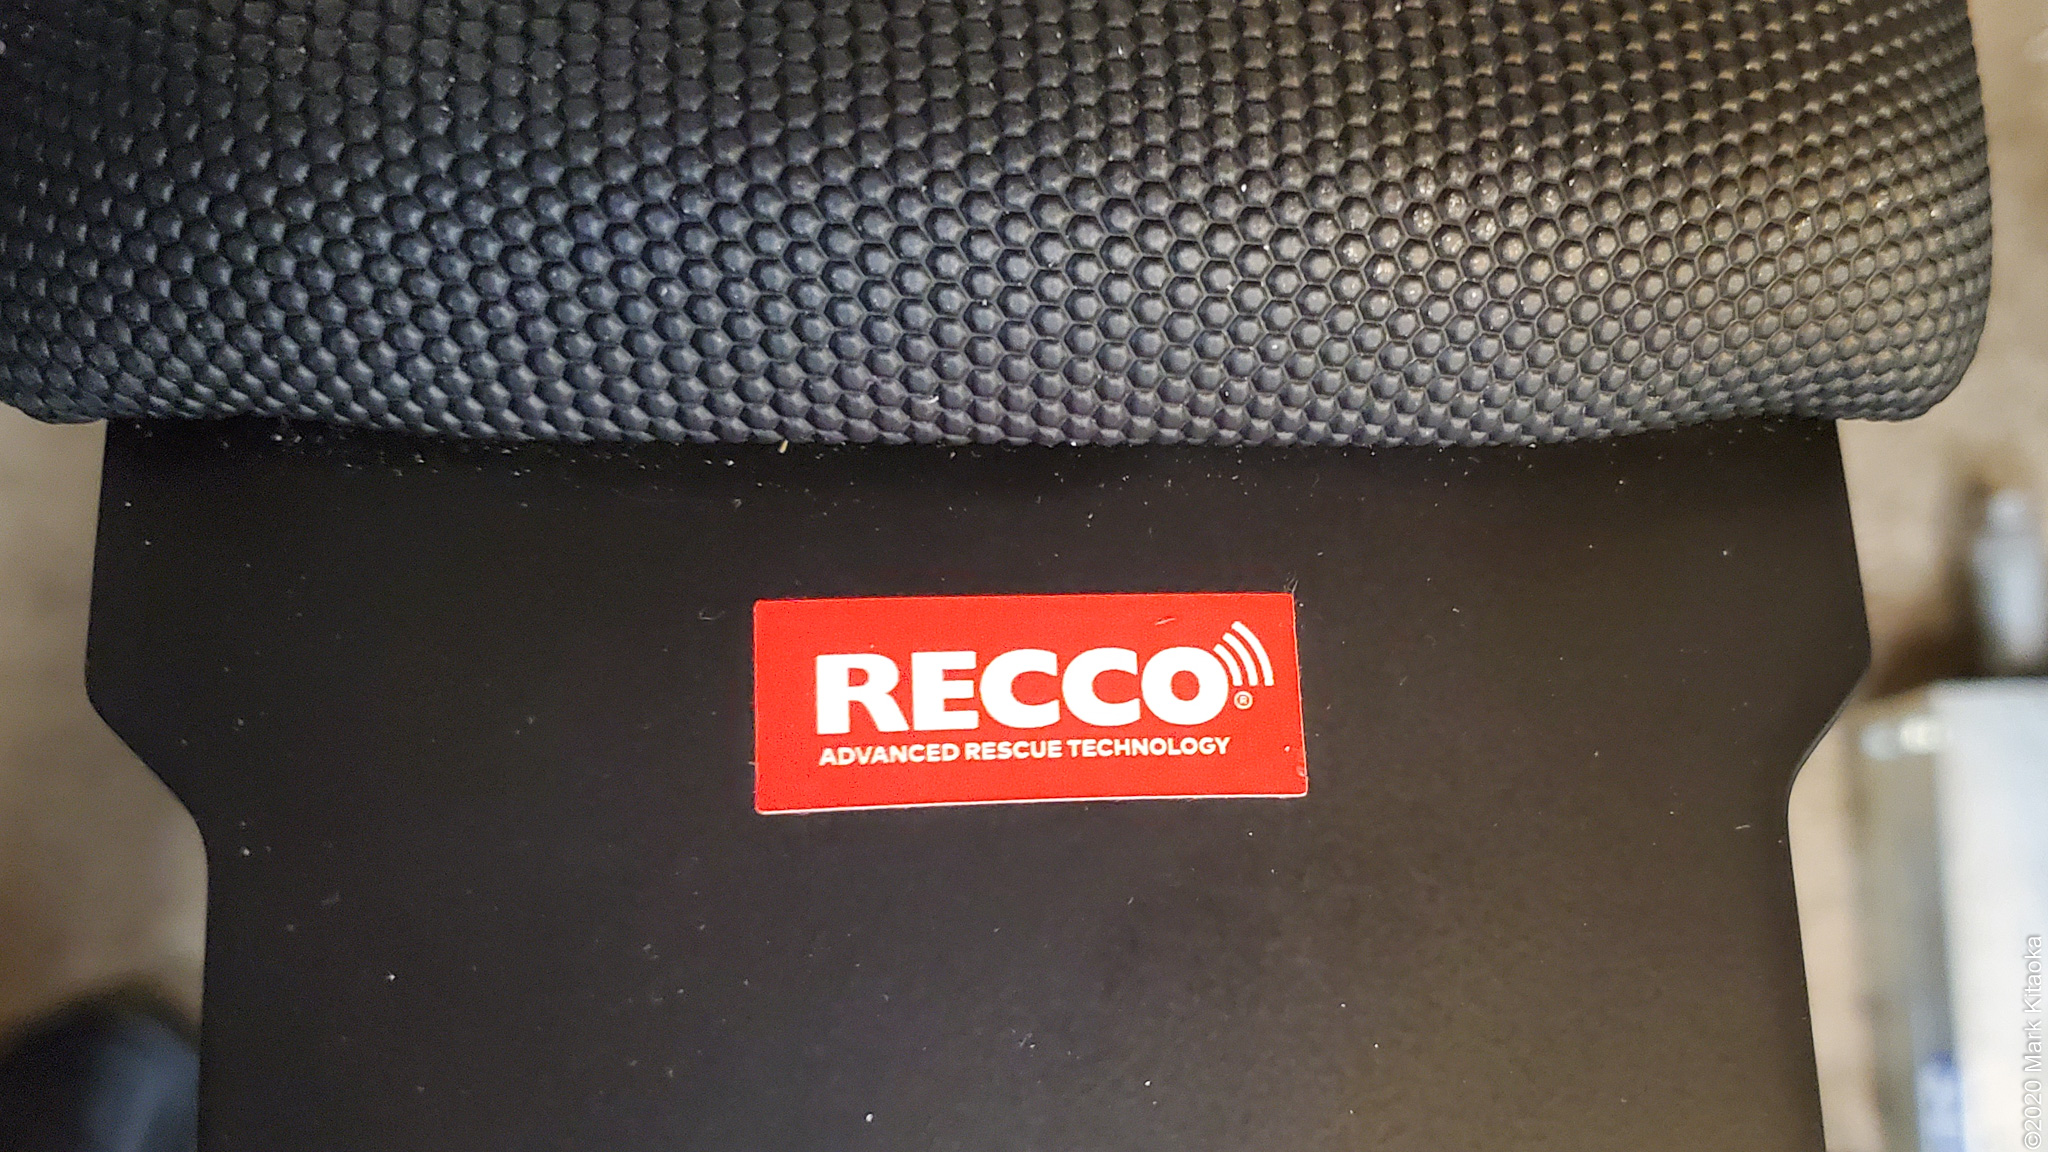 RECCO®
ADVANCED RESCUE TECHNOLOGY
©2020 Mark Kitaoka